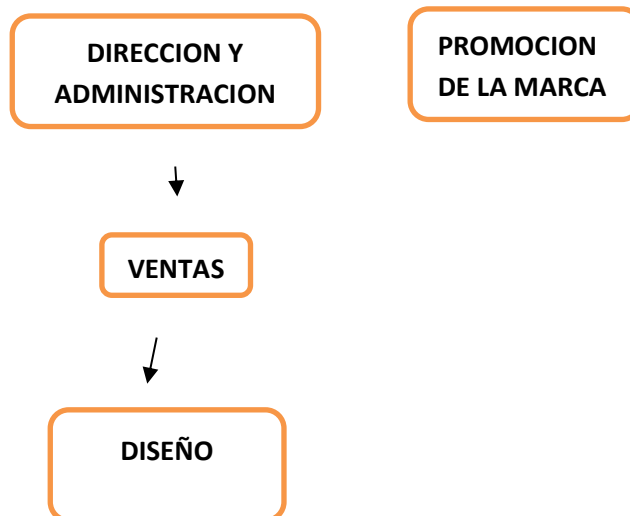 DIRECCION Y
ADMINISTRACION
PROMOCION
DE LA MARCA
VENTAS
DISEÑO